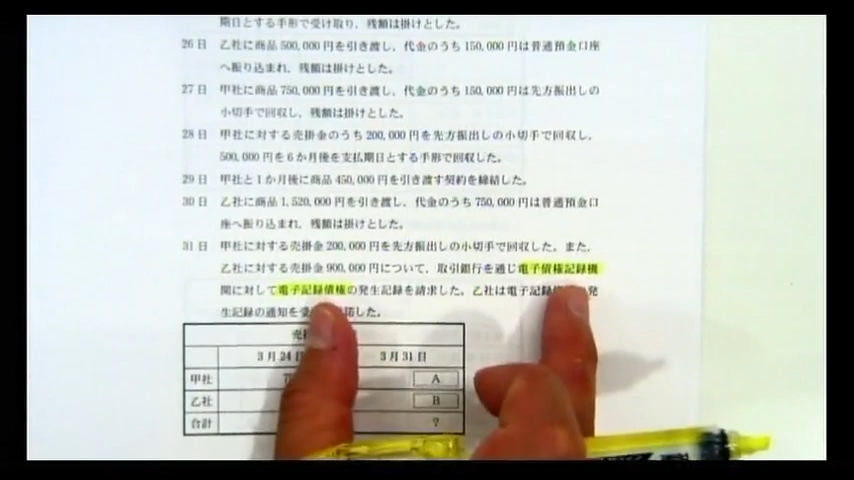 期日とする手形で受け取り、残額は掛けとした。
26日 乙社に商品500,000円を引き渡し、代金のうち150,000円は普通預金口座
へ振り込まれ、残額は掛けとした。
27日 甲社に商品750,000円を引き渡し、代金のうち150,000円は先方振出しの
小切手で回収し、残額は掛けとした。
28日 甲社に対する売掛金のうち200,000円を先方振出しの小切手で回収し、
500,000円を6か月後を支払期日とする手形で回収した。
29日 甲社と1か月後に商品450,000円を引き渡す契約を締結した。
30日 乙社に商品1,520,000円を引き渡し、代金のうち750,000円は普通預金口
座へ振り込まれ、残額は掛けとした。
31日 甲社に対する売掛金200,000円を先方振出しの小切手で回収した。また、
乙社に対する売掛金900,000円について、取引銀行を通じ電子債権記録機
関に対して電子記録債権の発生記録を請求した。乙社は電子記録 発
生記録の通知を受 諾した。
売
3月24日 3月31日
甲社 A
乙社 B
合計 ?